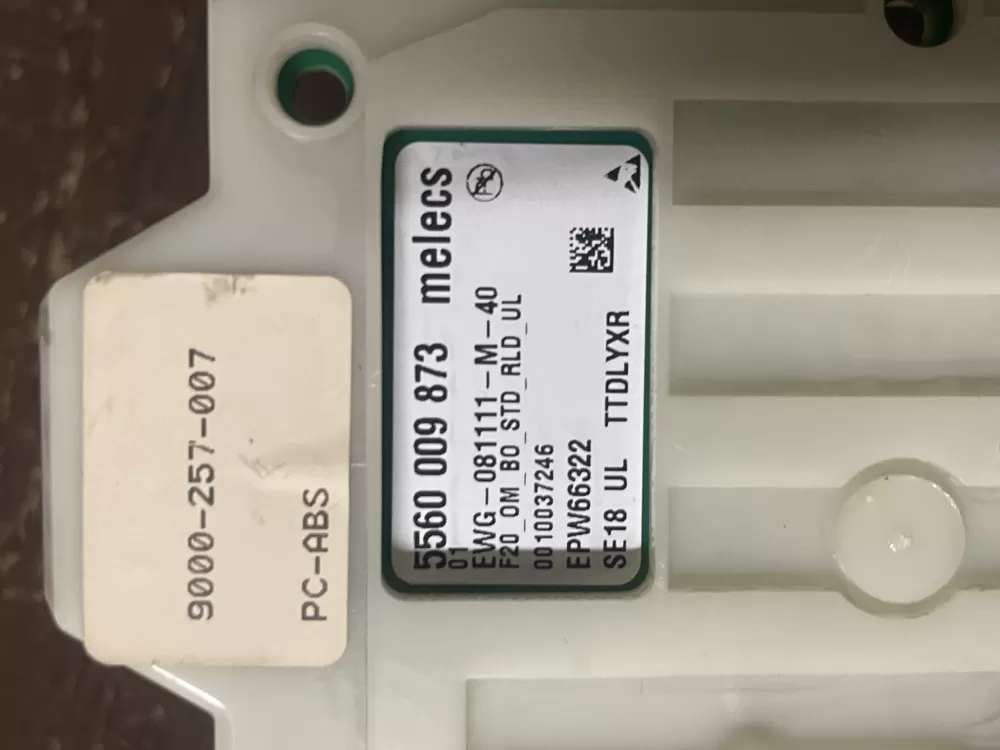 9000-257-007
PC-ABS
5560 009 873 melecs
01
EWG-081111-M-40
F20_OM_BO_STD_RLD_UL
0010037246
EPW66322
SE18 UL TTDLYXR
Pb